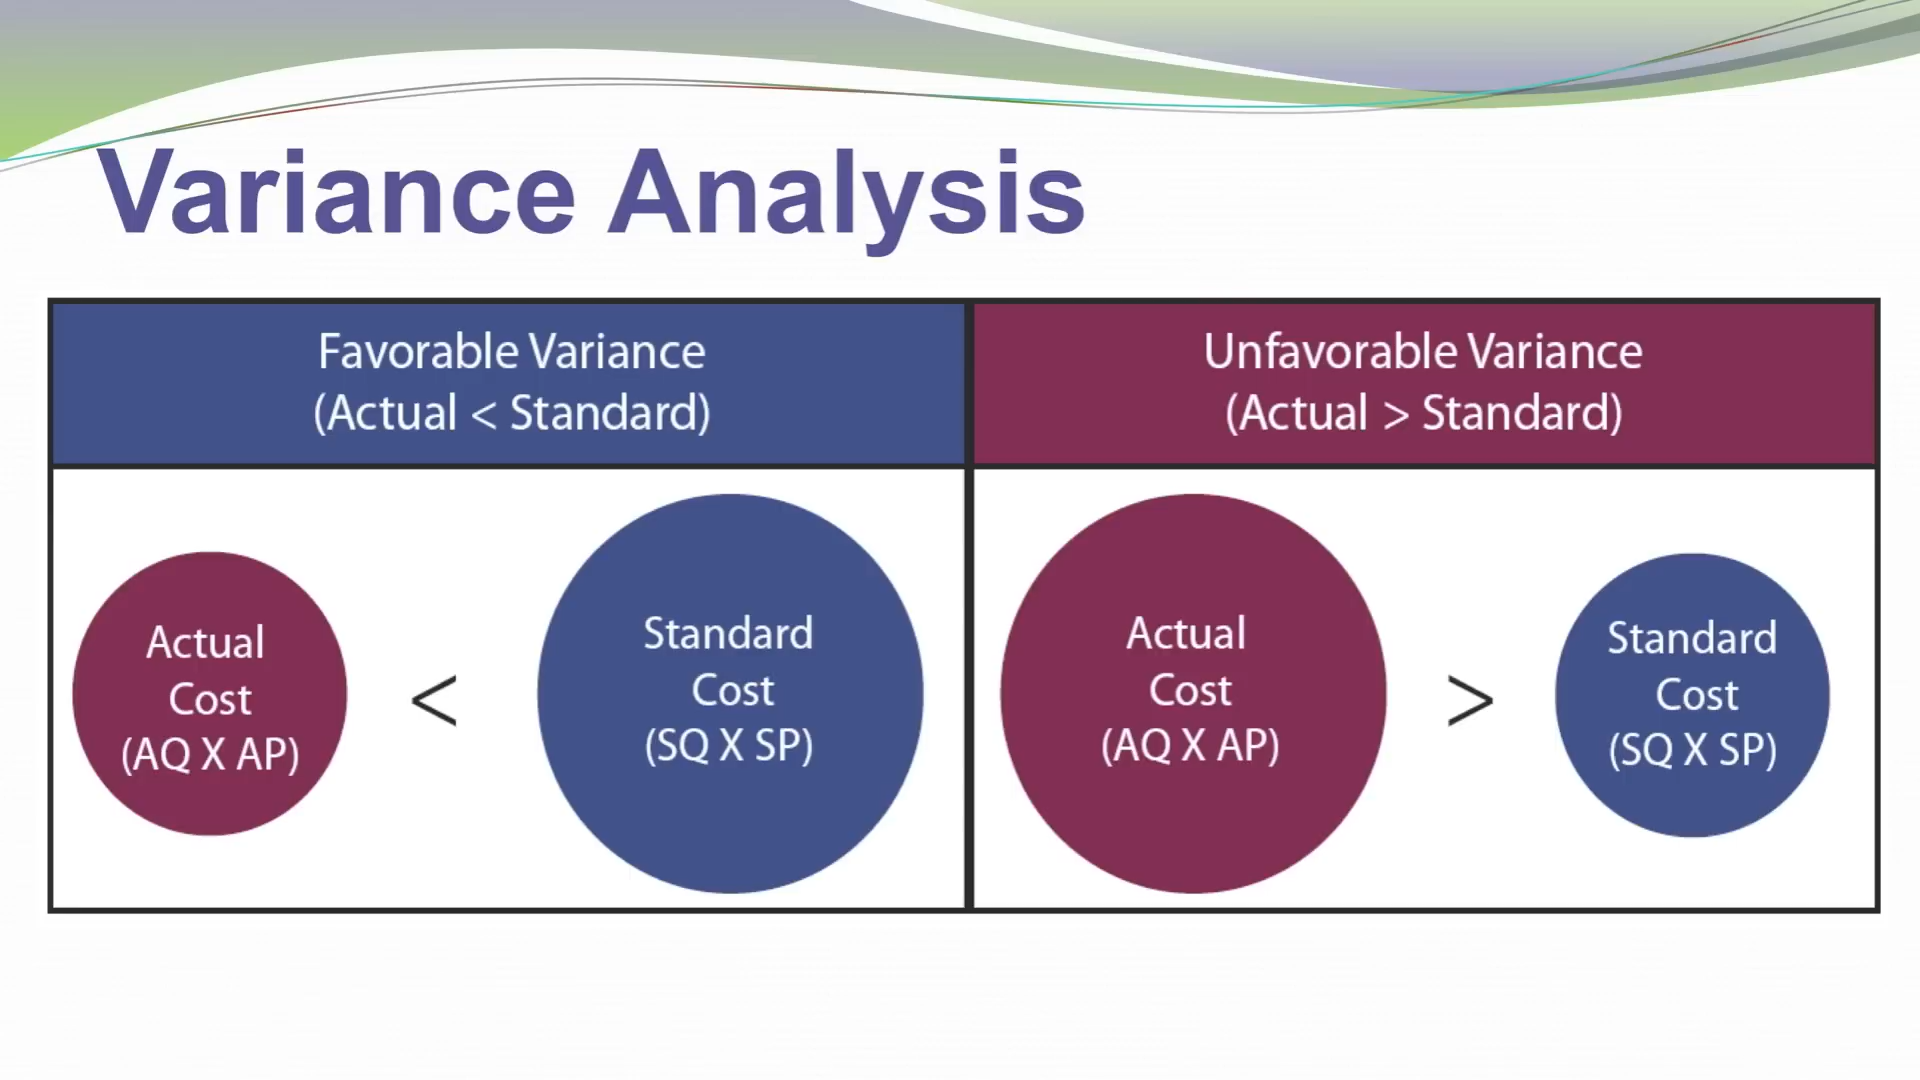 Variance Analysis
Favorable Variance
(Actual < Standard)
Unfavorable Variance
(Actual > Standard)
Actual
Cost
(AQ X AP)
<
Standard
Cost
(SQ X SP)
Actual
Cost
(AQ X AP)
>
Standard
Cost
(SQ X SP)